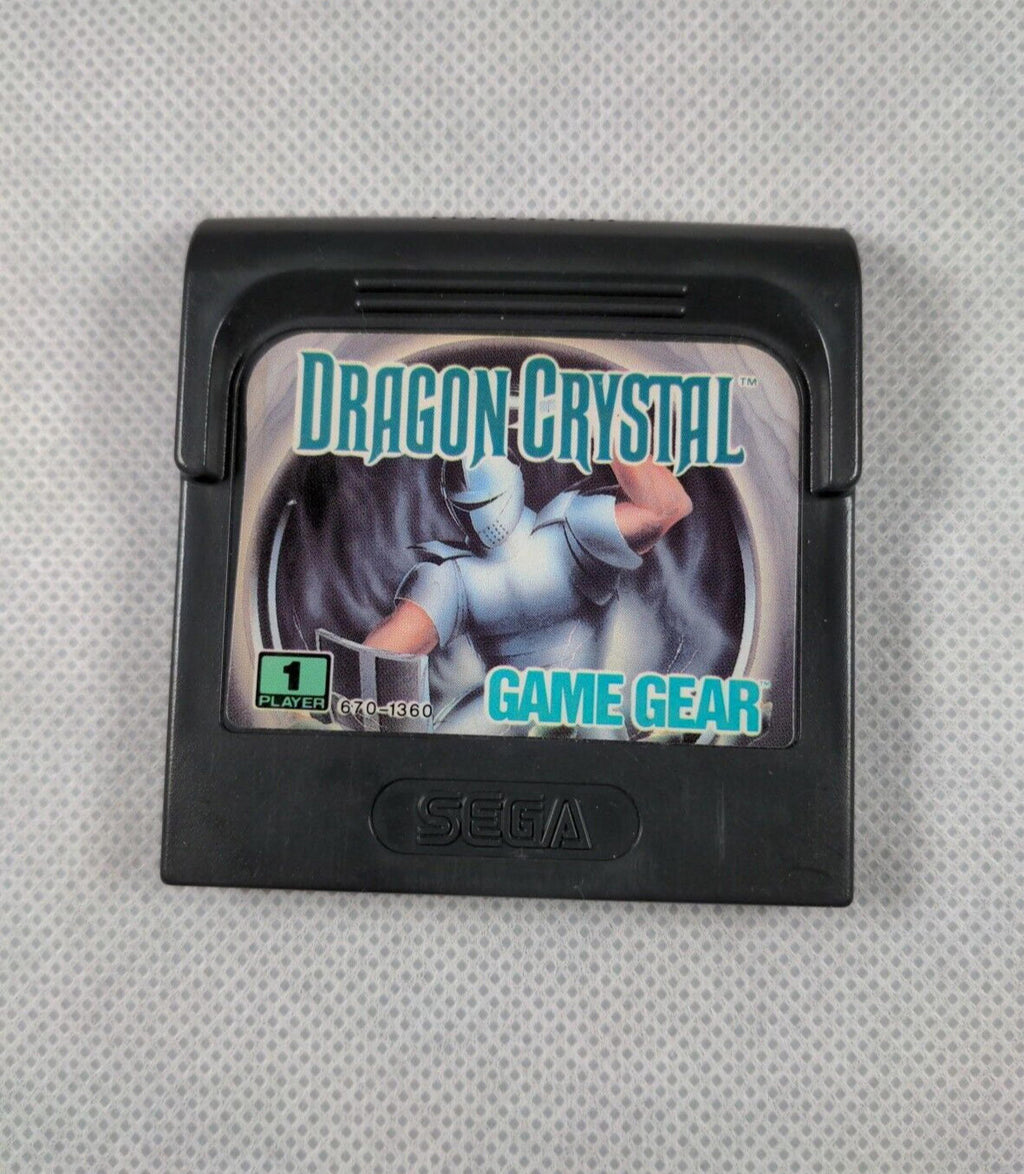 DRAGON CRYSTAL™
1
PLAYER
670-1360
GAME GEAR™
SEGA